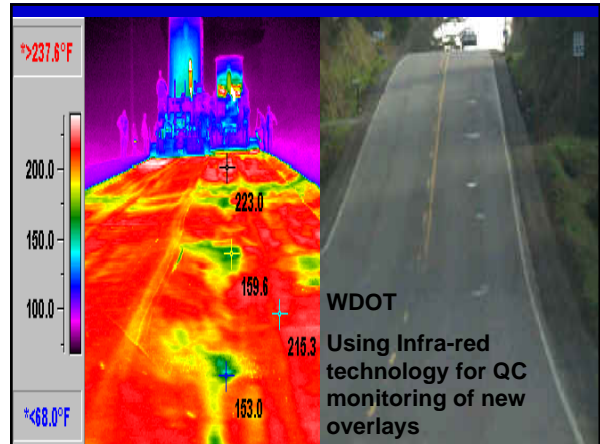 *>237.6°F
200.0
150.0
100.0
*<68.0°F
223.0
159.6
215.3
153.0
WDOT
Using Infra-red
technology for QC
monitoring of new
overlays